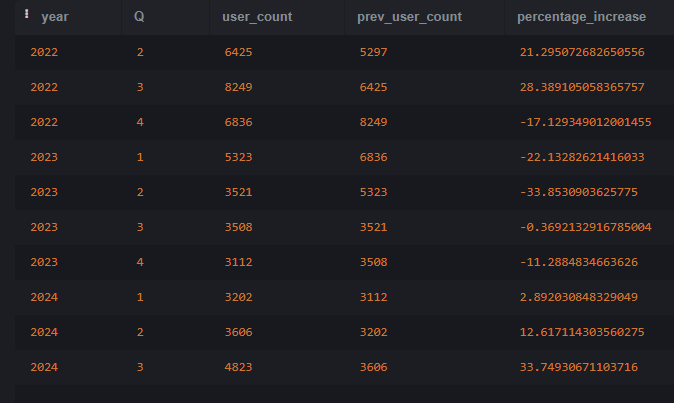 year Q user_count prev_user_count percentage_increase
2022 2 6425 5297 21.295072682650556
2022 3 8249 6425 28.389105058365757
2022 4 6836 8249 -17.129349012001455
2023 1 5323 6836 -22.13282621416033
2023 2 3521 5323 -33.8530903625775
2023 3 3508 3521 -0.3692132916785004
2023 4 3112 3508 -11.2884834663626
2024 1 3202 3112 2.892030848329049
2024 2 3606 3202 12.617114303560275
2024 3 4823 3606 33.74930671103716